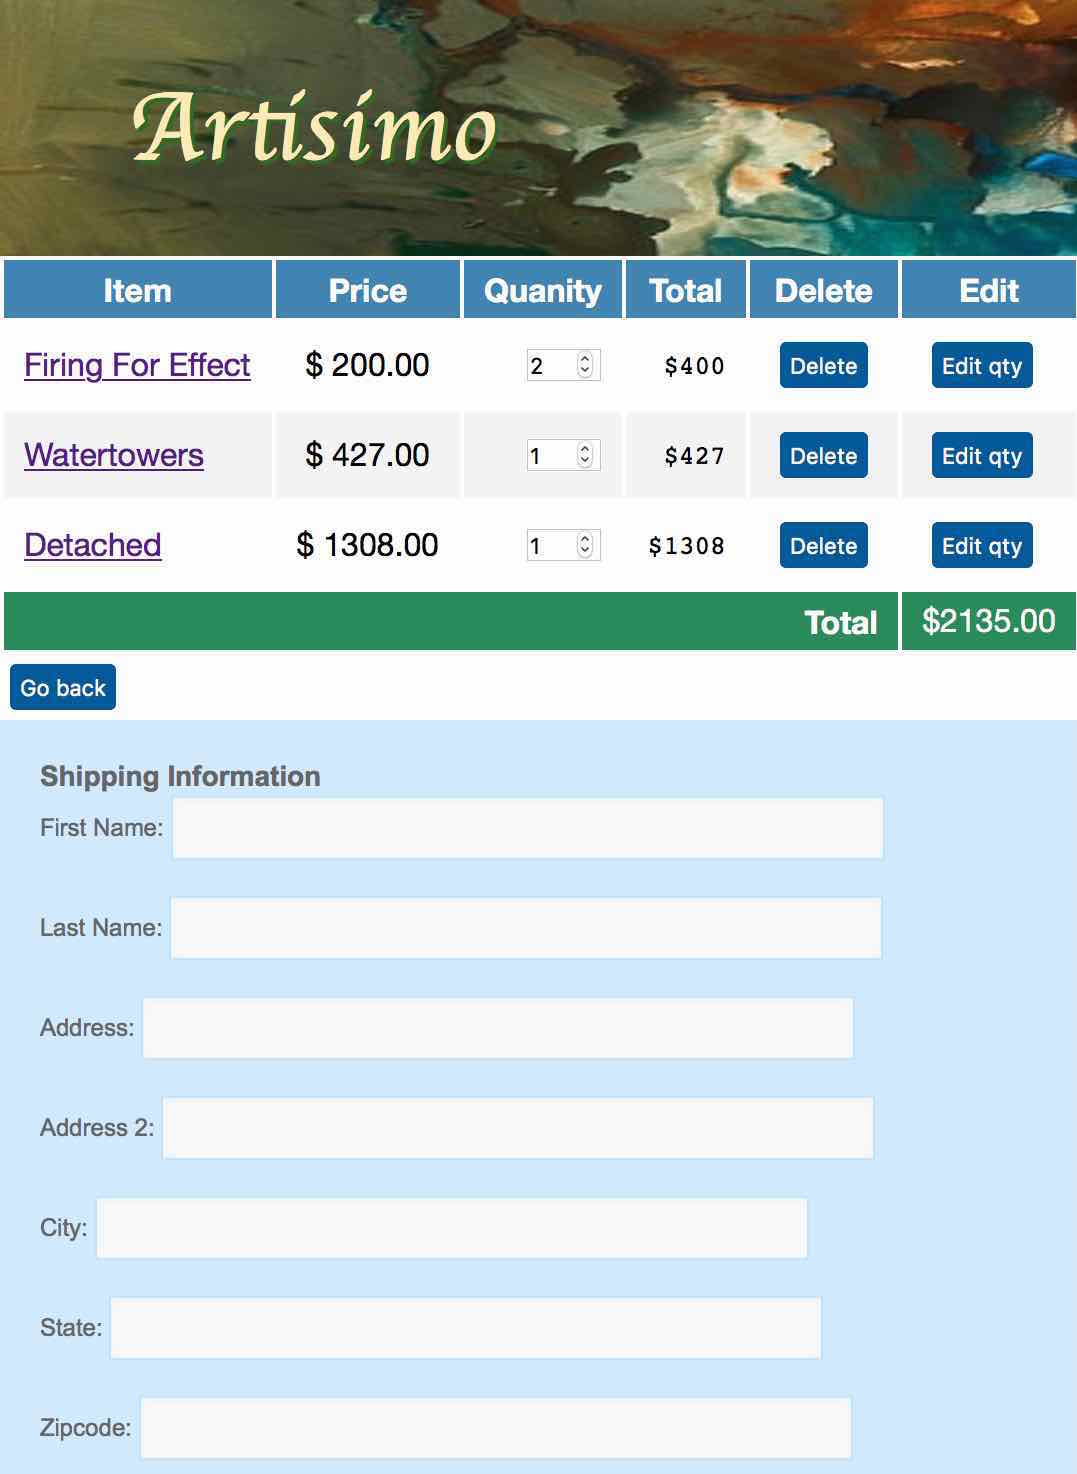 Artisimo
Item Price Quanity Total Delete Edit
Firing For Effect $ 200.00 2 $400 Delete Edit qty
Watertowers $ 427.00 1 $427 Delete Edit qty
Detached $ 1308.00 1 $1308 Delete Edit qty
Total $2135.00
Go back
Shipping Information
First Name:
Last Name:
Address:
Address 2:
City:
State:
Zipcode: